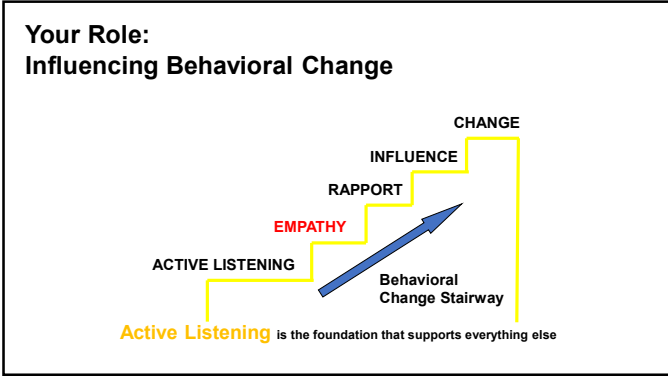 Your Role:
Influencing Behavioral Change
CHANGE
INFLUENCE
RAPPORT
EMPATHY
ACTIVE LISTENING
Behavioral
Change Stairway
Active Listening is the foundation that supports everything else